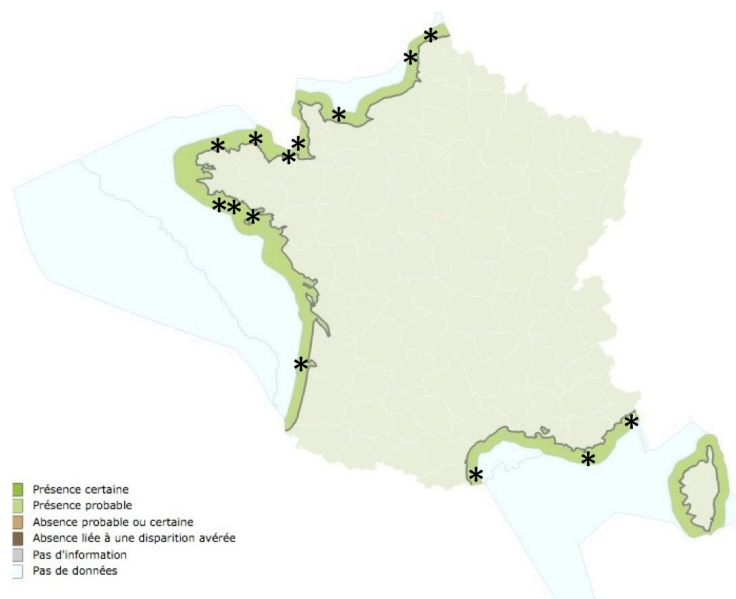 Présence certaine
Présence probable
Absence probable ou certaine
Absence liée à une disparition avérée
Pas d'information
Pas de données